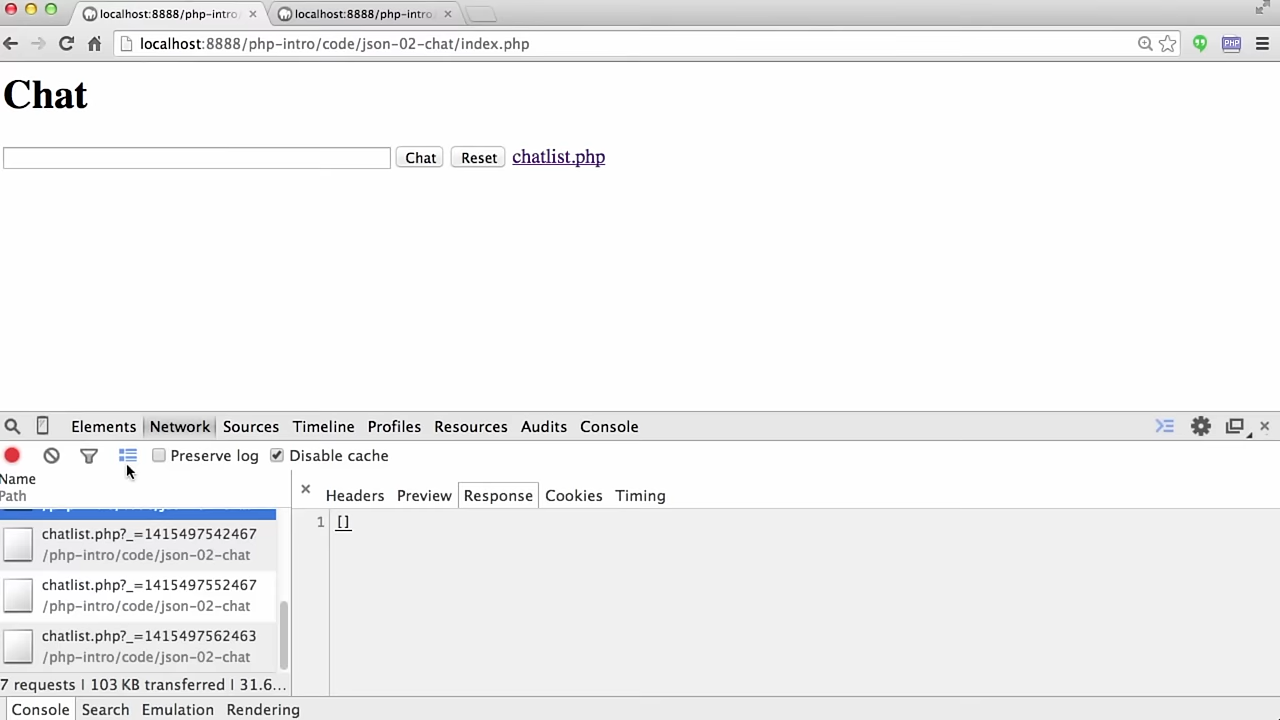 localhost:8888/php-intro
localhost:8888/php-intro
localhost:8888/php-intro/code/json-02-chat/index.php
PHP
Chat
Chat
Reset
chatlist.php
Elements Network Sources Timeline Profiles Resources Audits Console
Preserve log
Disable cache
Name
Path
Headers Preview Response Cookies Timing
1 []
chatlist.php?_=1415497542467
/php-intro/code/json-02-chat
chatlist.php?_=1415497552467
/php-intro/code/json-02-chat
chatlist.php?_=1415497562463
/php-intro/code/json-02-chat
7 requests | 103 KB transferred | 31.6...
Console Search Emulation Rendering